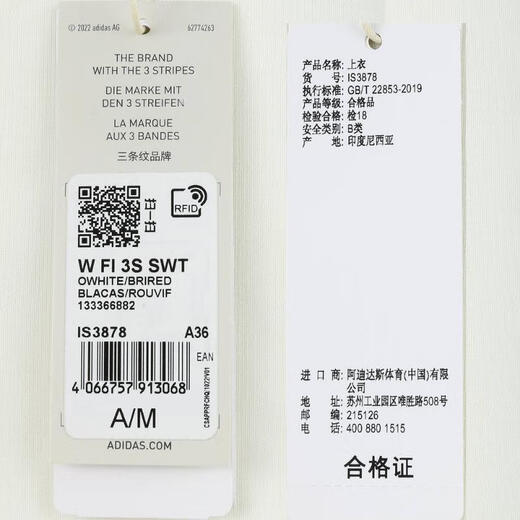 © 2022 adidas AG
62774263
THE BRAND
WITH THE 3 STRIPES
DIE MARKE MIT
DEN 3 STREIFEN
LA MARQUE
AUX 3 BANDES
三条纹品牌
RFID
W FI 3S SWT
OWHITE/BRIRED
BLACAS/ROUVIF
133366882
IS3878 A36
EAN
4 066757 913068
A/M
ADIDAS.COM
产品名称: 上衣
货 号: IS3878
执行标准: GB/T 22853-2019
产品等级: 合格品
检验合格: 检18
安全类别: B类
产 地: 印度尼西亚
进 口 商: 阿迪达斯体育(中国)有限
公司
地 址: 苏州工业园区唯胜路508号
邮 编: 215126
电 话: 400 880 1515
合格证